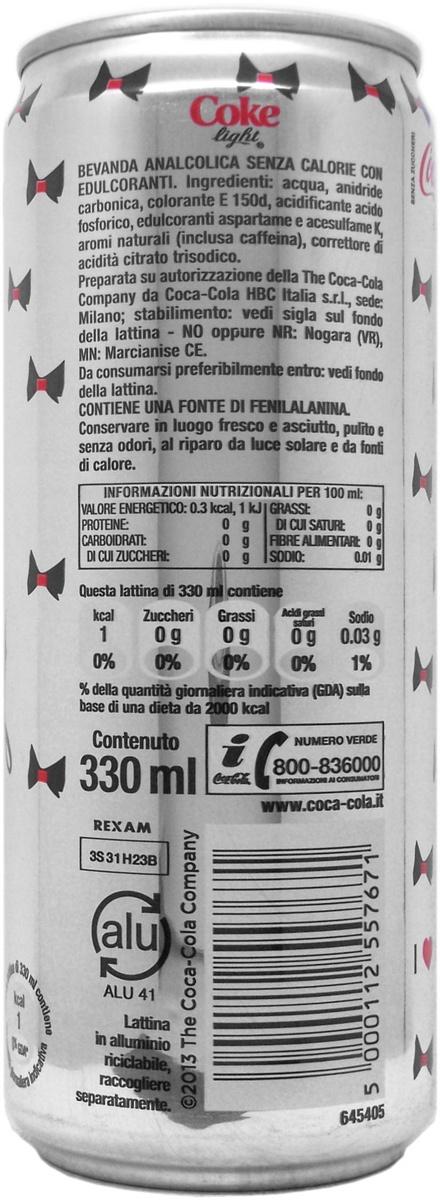 Coke
light®
SENZA ZUCCHERI
BEVANDA ANALCOLICA SENZA CALORIE CON
EDULCORANTI. Ingredienti: acqua, anidride
carbonica, colorante E 150d, acidificante acido
fosforico, edulcoranti aspartame e acesulfame K,
aromi naturali (inclusa caffeina), correttore di
acidità citrato trisodico.
Preparata su autorizzazione della The Coca-Cola
Company da Coca-Cola HBC Italia s.r.l., sede:
Milano; stabilimento: vedi sigla sul fondo
della lattina - NO oppure NR: Nogara (VR),
MN: Marcianise CE.
Da consumarsi preferibilmente entro: vedi fondo
della lattina.
CONTIENE UNA FONTE DI FENILALANINA.
Conservare in luogo fresco e asciutto, pulito e
senza odori, al riparo da luce solare e da fonti
di calore.
INFORMAZIONI NUTRIZIONALI PER 100 ml:
VALORE ENERGETICO: 0.3 kcal, 1 kJ GRASSI: 0 g
PROTEINE: 0 g DI CUI SATURI: 0 g
CARBOIDRATI: 0 g FIBRE ALIMENTARI: 0 g
DI CUI ZUCCHERI: 0 g SODIO: 0.01 g
Questa lattina di 330 ml contiene
kcal Zuccheri Grassi Acidi grassi saturi Sodio
1 0 g 0 g 0 g 0.03 g
0% 0% 0% 0% 1%
% della quantità giornaliera indicativa (GDA) sulla
base di una dieta da 2000 kcal
Contenuto
330 ml
i
Coca-Cola
NUMERO VERDE
800-836000
INFORMAZIONI AI CONSUMATORI
www.coca-cola.it
REXAM
3S31H23B
alu
ALU 41
Lattina
in alluminio
riciclabile,
raccogliere
separatamente.
©2013 The Coca-Cola Company
5 000112 557671
645405
di 330 ml contiene
kcal
1
indicativa
I